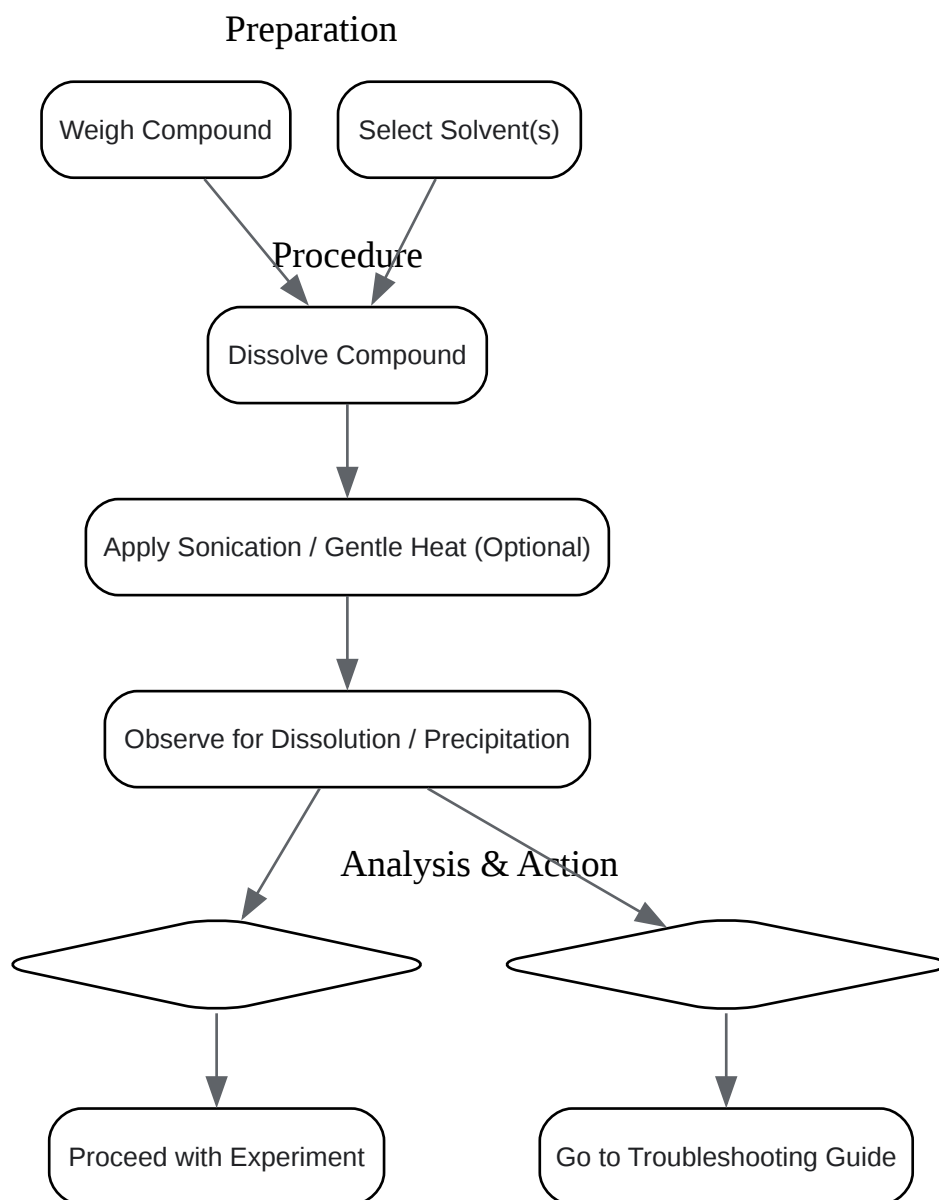 Preparation
Weigh Compound
Select Solvent(s)
Procedure
Dissolve Compound
Apply Sonication / Gentle Heat (Optional)
Observe for Dissolution / Precipitation
Analysis & Action
Proceed with Experiment
Go to Troubleshooting Guide